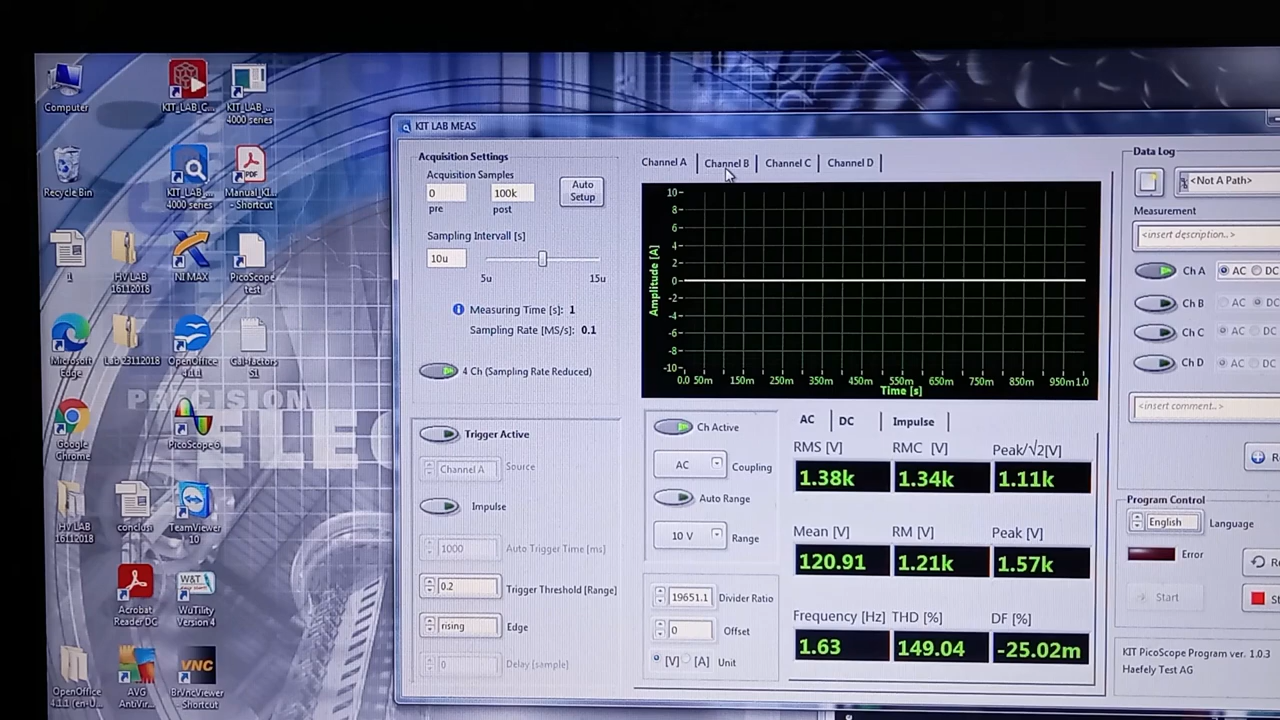 Computer
KIT_LAB_C...
KIT_LAB_...
4000 series
Recycle Bin
KIT_LAB_...
4000 series
Manual_KI...
- Shortcut
1
HV LAB
16112018
NI MAX
PicoScope
test
Microsoft
Edge
Lab 23112018
OpenOffice
4.1.1
Cal-factors
S1
PRECISION
ELEC
Google
Chrome
PicoScope 6
HV LAB
16112018
conclusi
TeamViewer
10
Acrobat
Reader DC
WuTility
Version 4
OpenOffice
4.1.1 (en-U...
AVG
AntiVir...
BrVncViewer
Shortcut
KIT LAB MEAS
Acquisition Settings
Acquisition Samples
0
100k
Auto
Setup
pre
post
Sampling Intervall [s]
10u
5u
15u
Measuring Time [s]: 1
Sampling Rate [MS/s]: 0.1
4 Ch (Sampling Rate Reduced)
Trigger Active
Channel A
Source
Impulse
1000
Auto Trigger Time [ms]
0.2
Trigger Threshold [Range]
rising
Edge
0
Delay [sample]
Channel A
Channel B
Channel C
Channel D
Amplitude [A]
10
8
6
4
2
0
-2
-4
-6
-8
-10
0.0 50m 150m 250m 350m 450m 550m 650m 750m 850m 950m 1.0
Time [s]
Ch Active
AC
Coupling
Auto Range
10 V
Range
19651.1
Divider Ratio
0
Offset
[V] [A] Unit
AC
DC
Impulse
RMS [V]
RMC [V]
Peak/√2[V]
1.38k
1.34k
1.11k
Mean [V]
RM [V]
Peak [V]
120.91
1.21k
1.57k
Frequency [Hz]
THD [%]
DF [%]
1.63
149.04
-25.02m
Data Log
<Not A Path>
Measurement
<insert description..>
Ch A
AC
DC
Ch B
AC
DC
Ch C
AC
DC
Ch D
AC
DC
<insert comment..>
Program Control
English
Language
Error
Start
KIT PicoScope Program ver. 1.0.3
Haefely Test AG